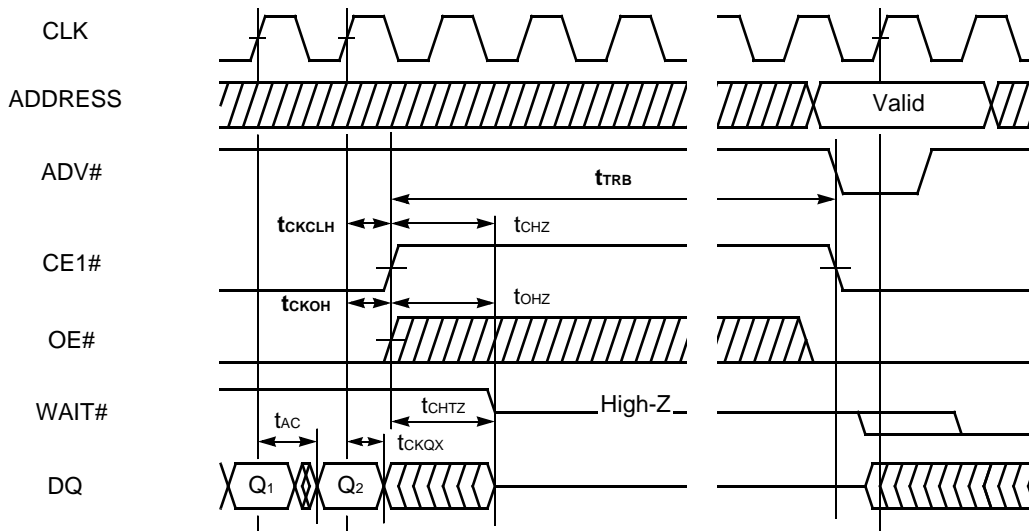 CLK
ADDRESS
Valid
ADV#
tTRB
tCKCLH
tCHZ
CE1#
tCKOH
tOHZ
OE#
WAIT#
High-Z
tCHTZ
tAC
tCKQX
DQ
Q1
Q2